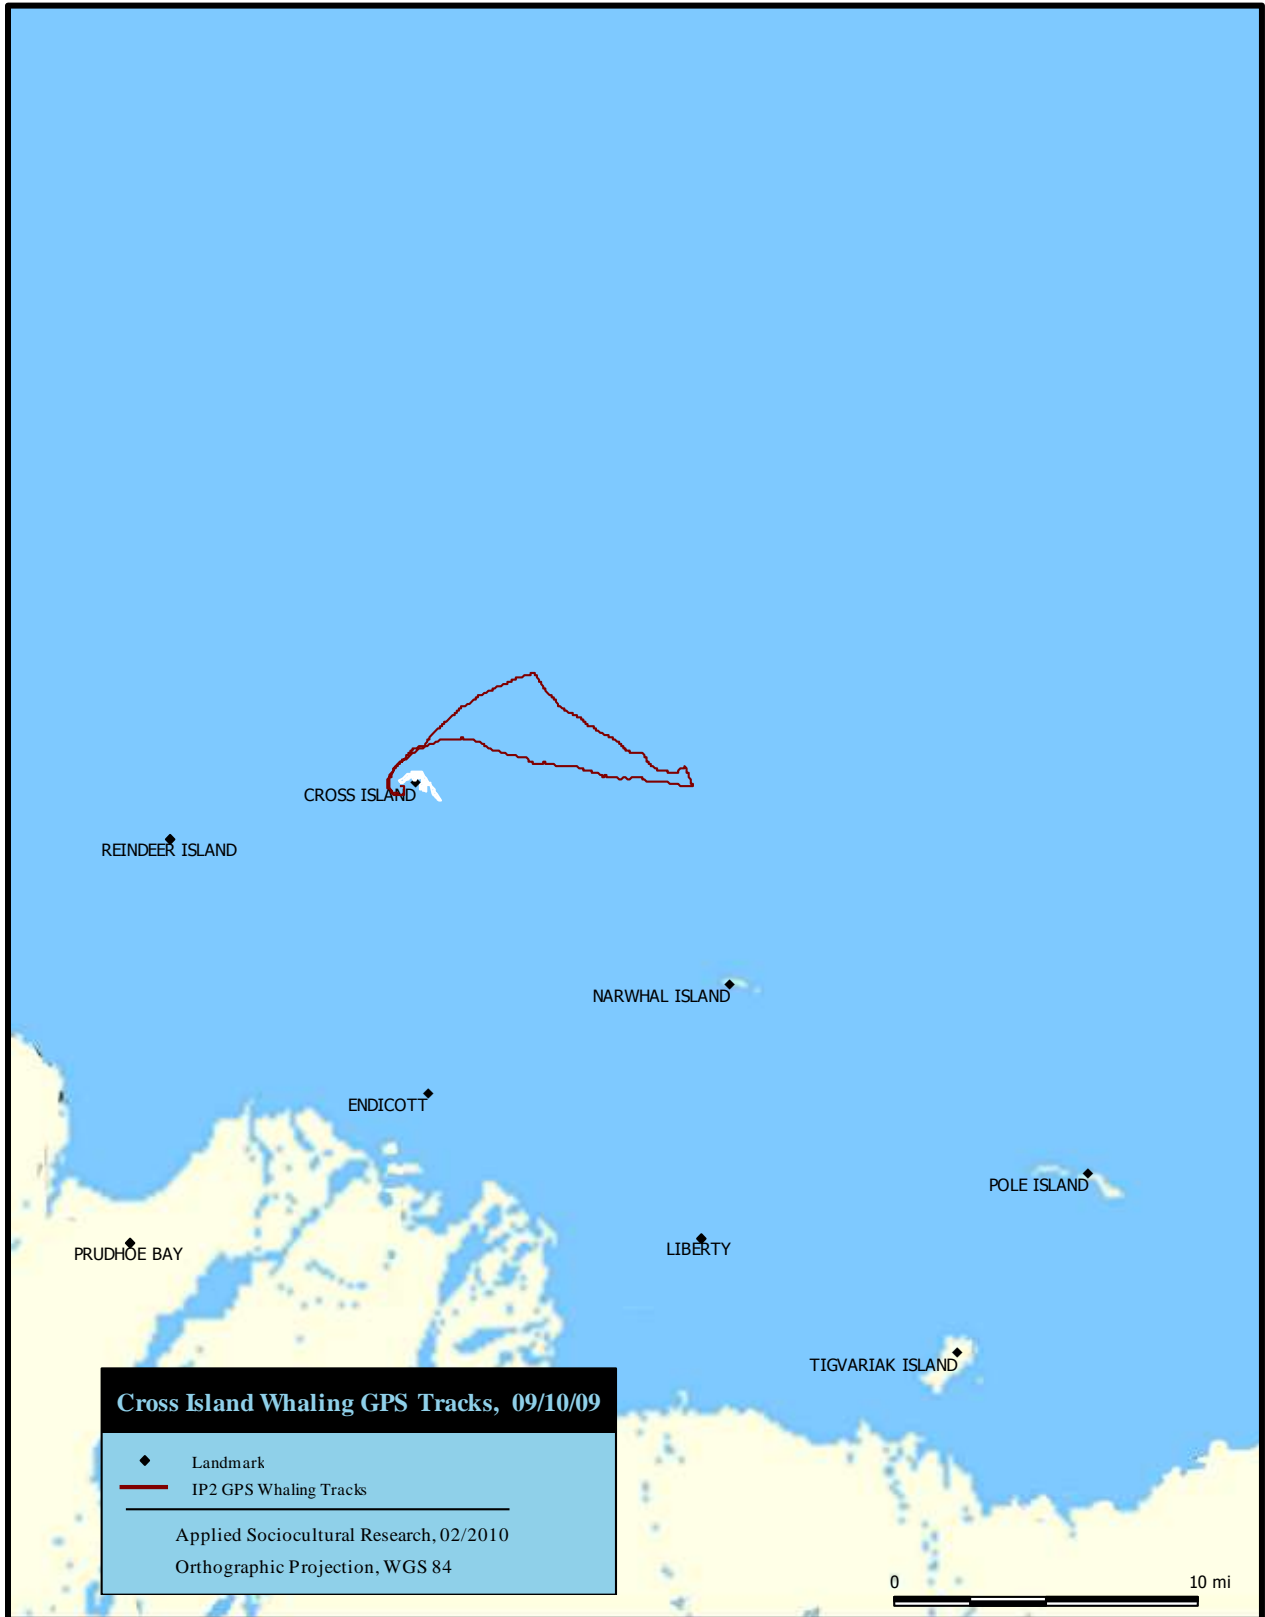 CROSS ISLAND
REINDEER ISLAND
NARWHAL ISLAND
ENDICOTT
POLE ISLAND
LIBERTY
PRUDHOE BAY
TIGVARIAK ISLAND
Cross Island Whaling GPS Tracks, 09/10/09
Landmark
IP2 GPS Whaling Tracks
Applied Sociocultural Research, 02/2010
Orthographic Projection, WGS 84
0 10 mi